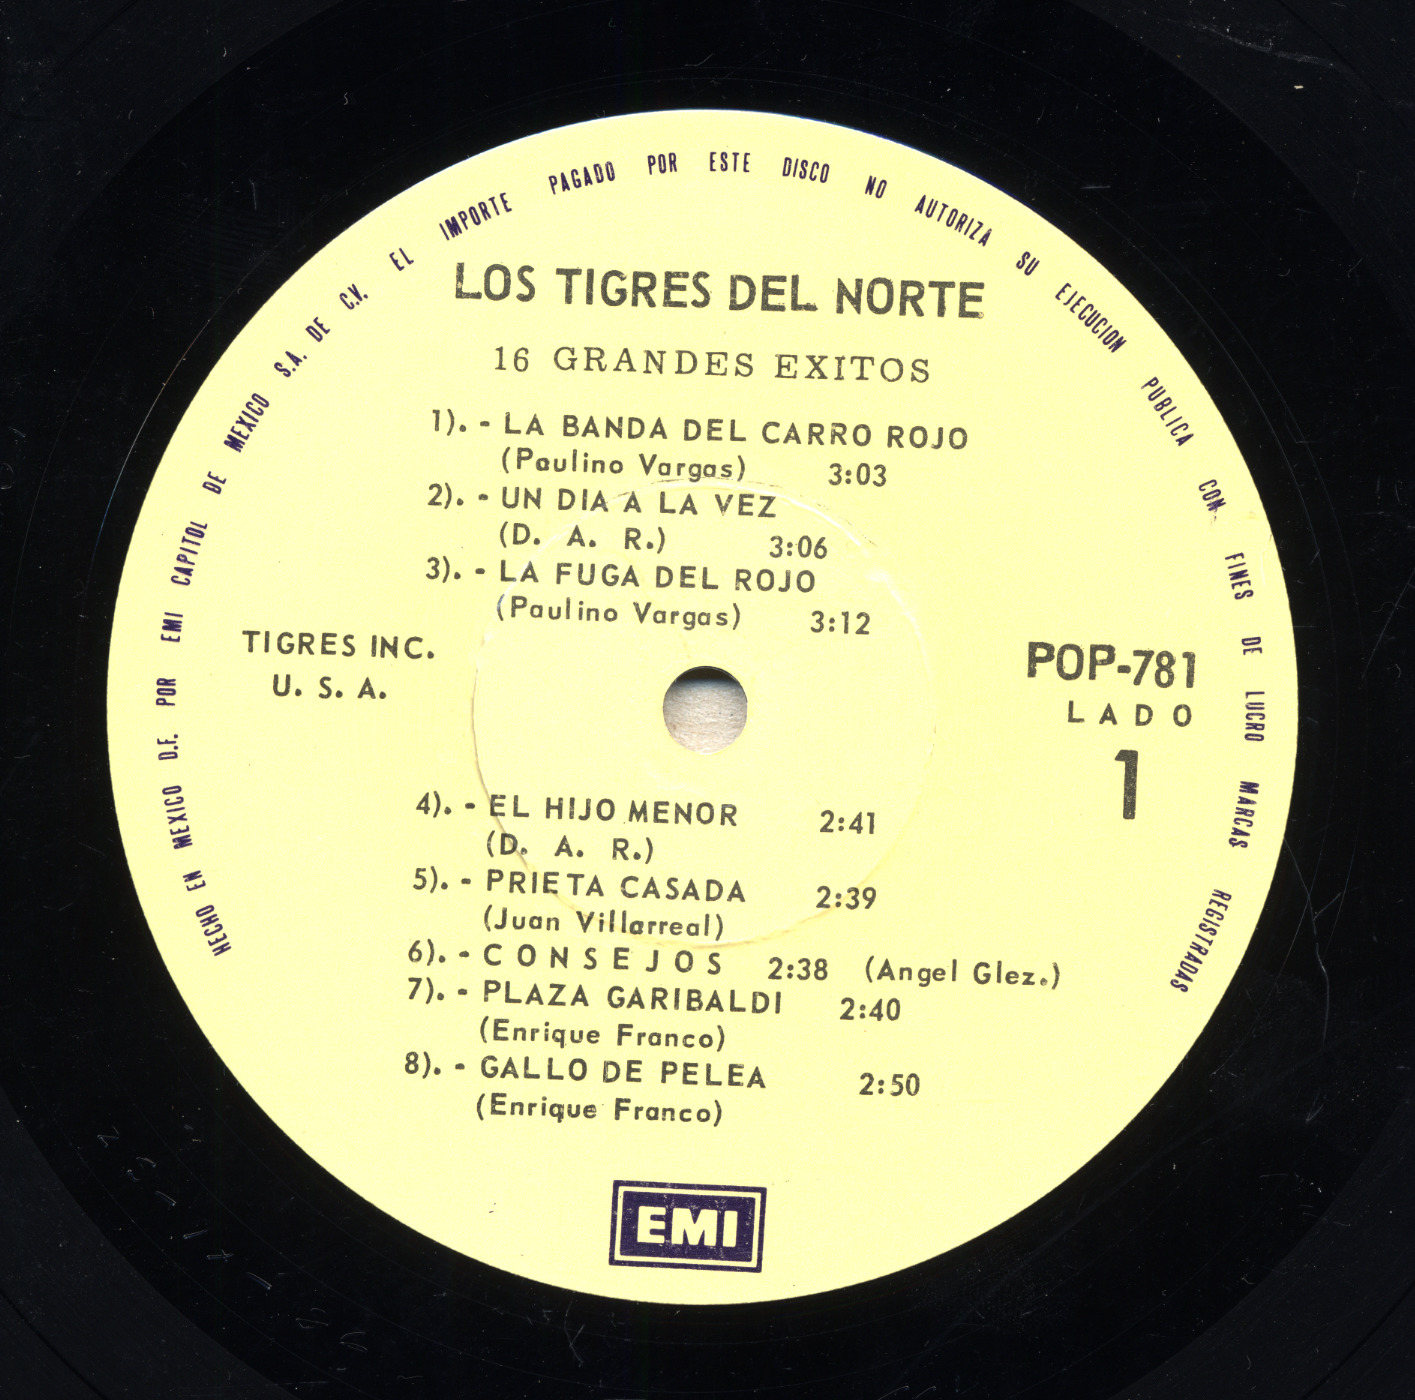 HECHO EN MEXICO D.F. POR EMI CAPITOL DE MEXICO S.A. DE C.V. EL IMPORTE PAGADO POR ESTE DISCO NO AUTORIZA SU EJECUCION PUBLICA CON FINES DE LUCRO MARCAS REGISTRADAS
LOS TIGRES DEL NORTE
16 GRANDES EXITOS
1). - LA BANDA DEL CARRO ROJO
(Paulino Vargas) 3:03
2). - UN DIA A LA VEZ
(D. A. R.) 3:06
3). - LA FUGA DEL ROJO
(Paulino Vargas) 3:12
TIGRES INC.
U. S. A.
POP-781
LADO
1
4). - EL HIJO MENOR 2:41
(D. A. R.)
5). - PRIETA CASADA 2:39
(Juan Villarreal)
6). - CONSEJOS 2:38 (Angel Glez.)
7). - PLAZA GARIBALDI 2:40
(Enrique Franco)
8). - GALLO DE PELEA 2:50
(Enrique Franco)
EMI